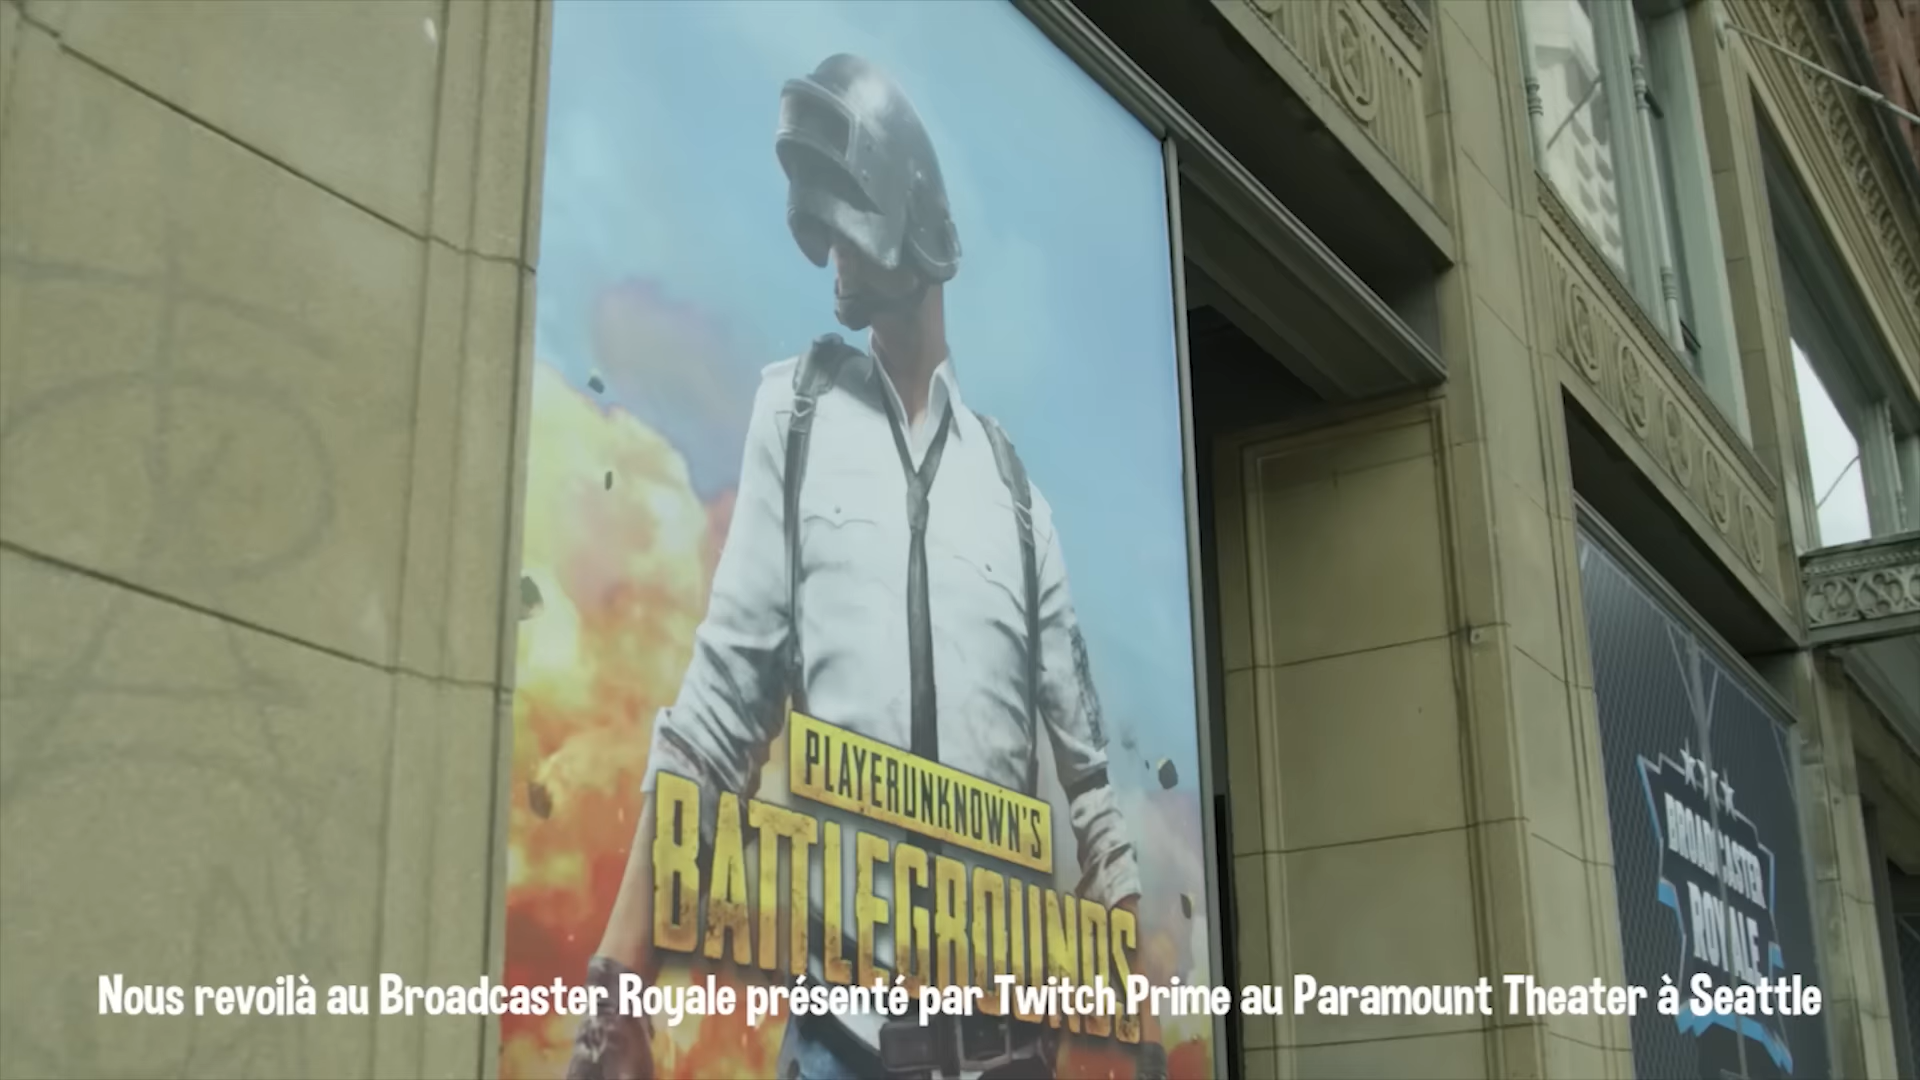 PLAYERUNKNOWN'S
BATTLEGROUNDS
BROADCASTER
ROYALE
Nous revoilà au Broadcaster Royale présenté par Twitch Prime au Paramount Theater à Seattle